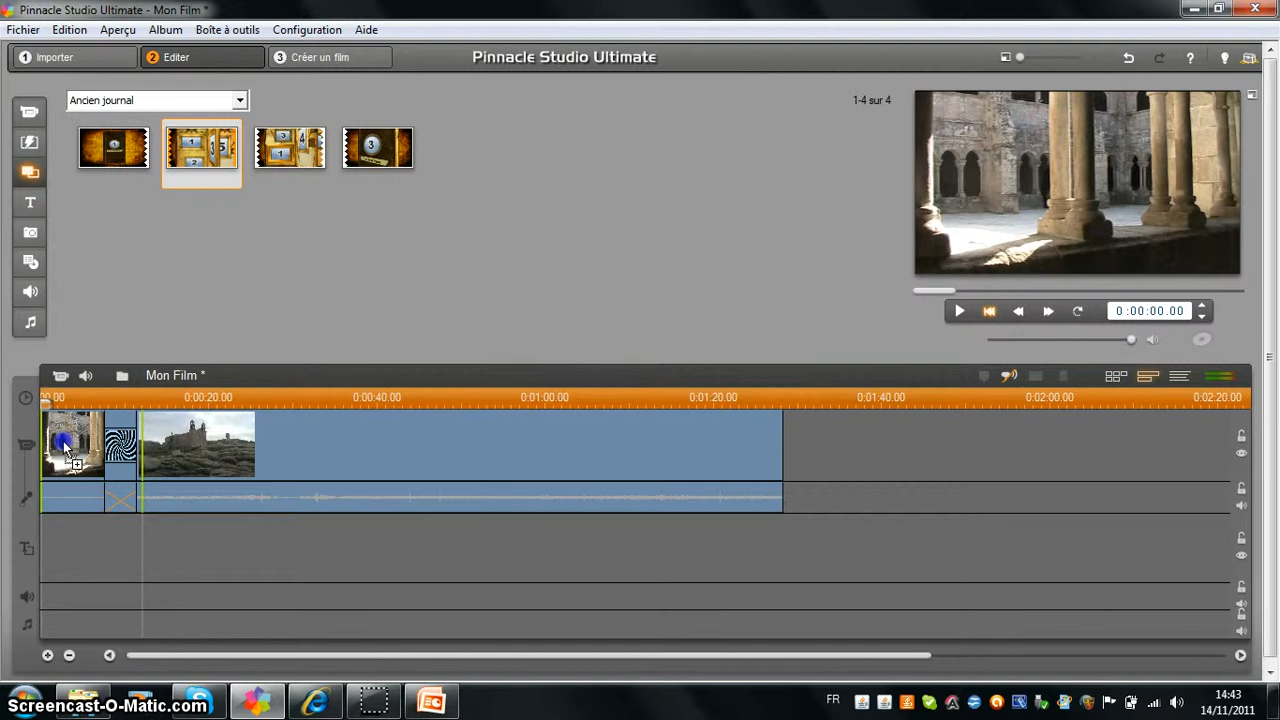 Pinnacle Studio Ultimate - Mon Film *
Fichier Edition Aperçu Album Boîte à outils Configuration Aide
1 Importer 2 Editer 3 Créer un film Pinnacle Studio Ultimate
Ancien journal 1-4 sur 4
0:00:00.00
Mon Film *
00.00 0:00:20.00 0:00:40.00 0:01:00.00 0:01:20.00 0:01:40.00 0:02:00.00 0:02:20.00
FR 14:43
14/11/2011
Screencast-O-Matic.com